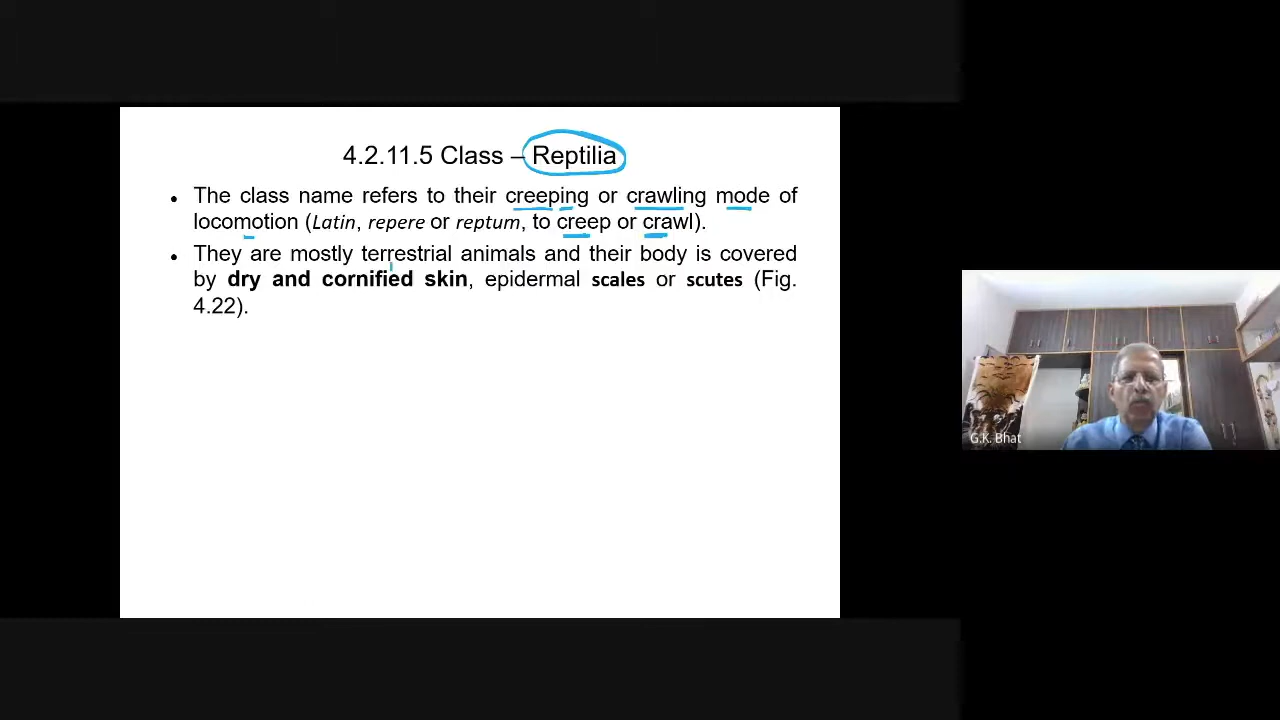 4.2.11.5 Class – Reptilia
• The class name refers to their creeping or crawling mode of
locomotion (Latin, repere or reptum, to creep or crawl).
• They are mostly terrestrial animals and their body is covered
by dry and cornified skin, epidermal scales or scutes (Fig.
4.22).
G.K. Bhat